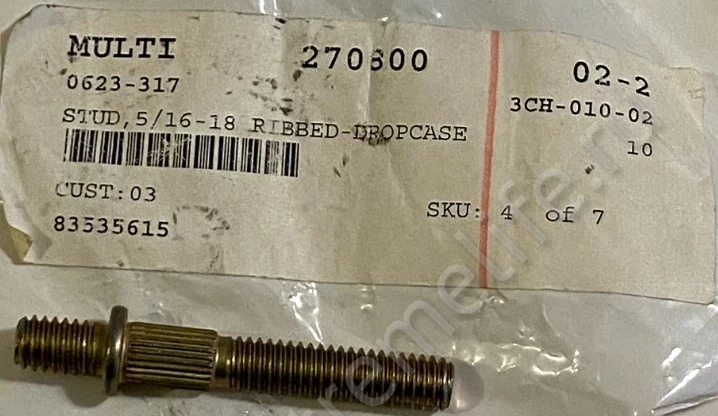 MULTI 270600 02-2
0623-317 3CH-010-02
STUD,5/16-18 RIBBED-DROPCASE 10
CUST:03 SKU: 4 of 7
83535615